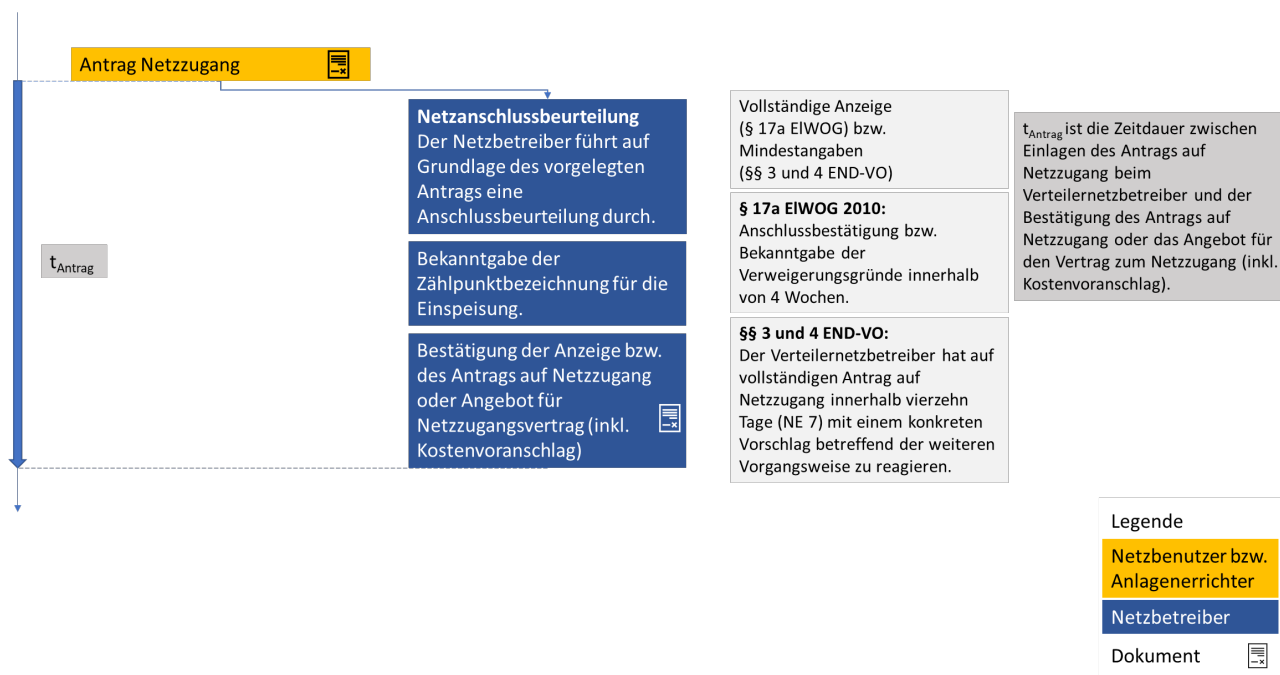 Antrag Netzzugang
Netzanschlussbeurteilung
Der Netzbetreiber führt auf
Grundlage des vorgelegten
Antrags eine
Anschlussbeurteilung durch.
Bekanntgabe der
Zählpunktbezeichnung für die
Einspeisung.
Bestätigung der Anzeige bzw.
des Antrags auf Netzzugang
oder Angebot für
Netzzugangsvertrag (inkl.
Kostenvoranschlag)
tAntrag
Vollständige Anzeige
(§ 17a ElWOG) bzw.
Mindestangaben
(§§ 3 und 4 END-VO)
§ 17a ElWOG 2010:
Anschlussbestätigung bzw.
Bekanntgabe der
Verweigerungsgründe innerhalb
von 4 Wochen.
§§ 3 und 4 END-VO:
Der Verteilernetzbetreiber hat auf
vollständigen Antrag auf
Netzzugang innerhalb vierzehn
Tage (NE 7) mit einem konkreten
Vorschlag betreffend der weiteren
Vorgangsweise zu reagieren.
tAntrag ist die Zeitdauer zwischen
Einlagen des Antrags auf
Netzzugang beim
Verteilernetzbetreiber und der
Bestätigung des Antrags auf
Netzzugang oder das Angebot für
den Vertrag zum Netzzugang (inkl.
Kostenvoranschlag).
Legende
Netzbenutzer bzw.
Anlagenerrichter
Netzbetreiber
Dokument